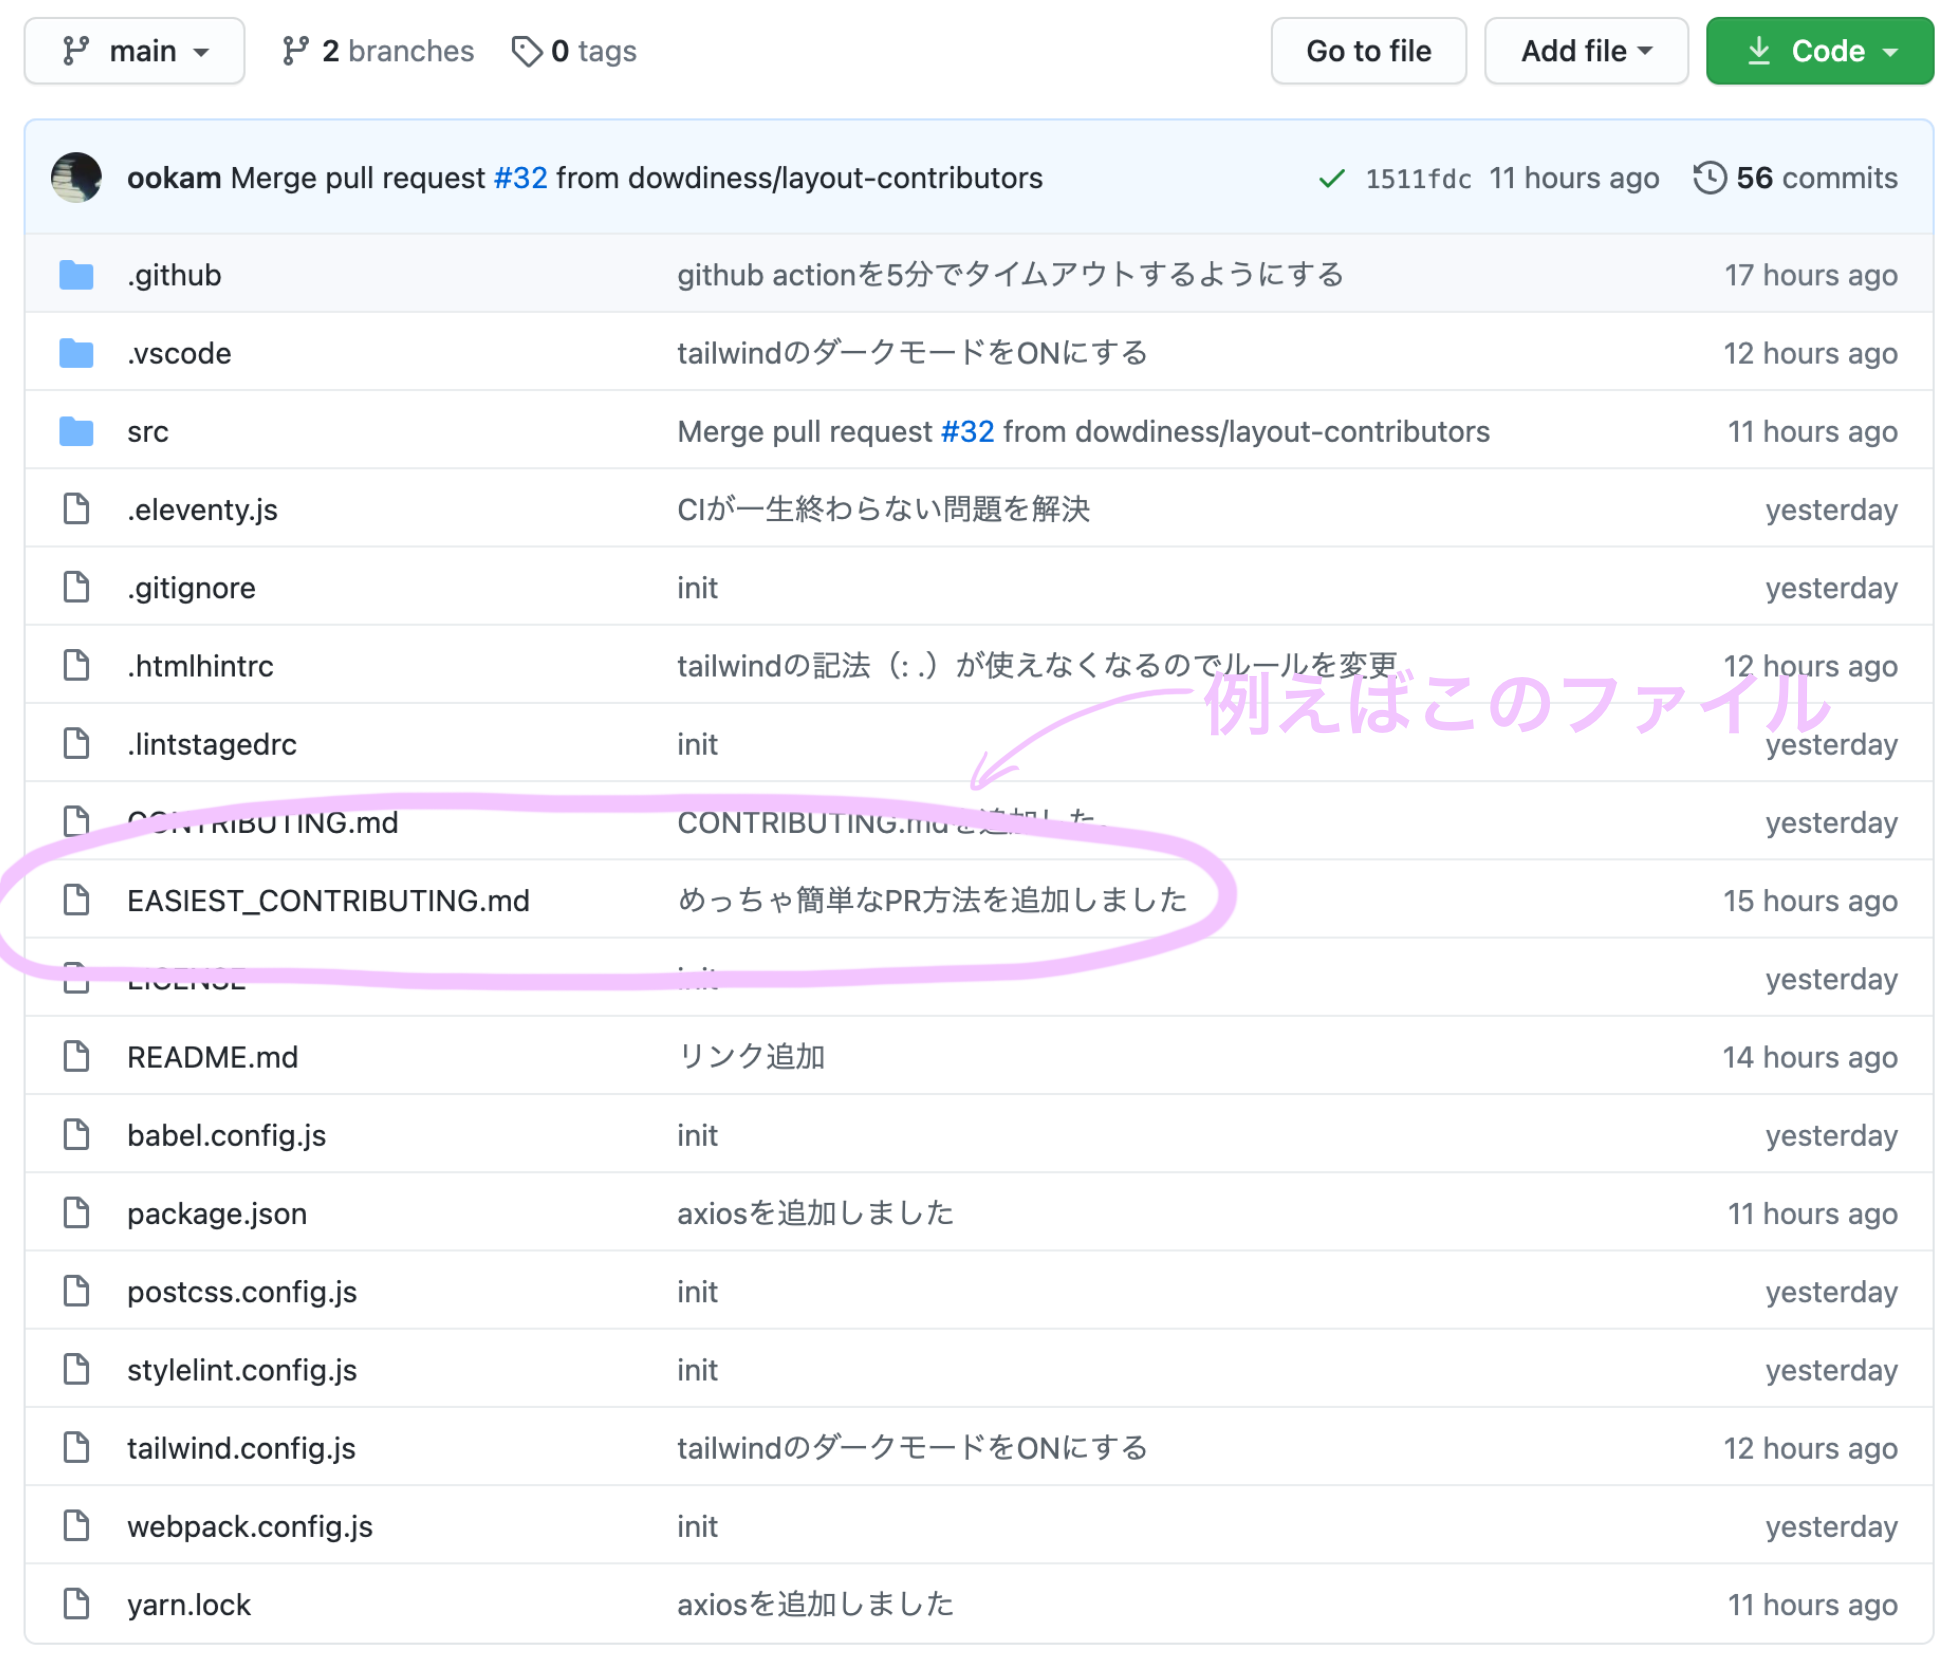 main 2 branches 0 tags Go to file Add file Code
ookam Merge pull request #32 from dowdiness/layout-contributors 1511fdc 11 hours ago 56 commits
.github github actionを5分でタイムアウトするようにする 17 hours ago
.vscode tailwindのダークモードをONにする 12 hours ago
src Merge pull request #32 from dowdiness/layout-contributors 11 hours ago
.eleventy.js CIが一生終わらない問題を解決 yesterday
.gitignore init yesterday
.htmlhintrc tailwindの記法（: .）が使えなくなるのでルールを変更 12 hours ago
例えばこのファイル
.lintstagedrc init yesterday
CONTRIBUTING.md CONTRIBUTING.mdを追加した yesterday
EASIEST_CONTRIBUTING.md めっちゃ簡単なPR方法を追加しました 15 hours ago
LICENSE init yesterday
README.md リンク追加 14 hours ago
babel.config.js init yesterday
package.json axiosを追加しました 11 hours ago
postcss.config.js init yesterday
stylelint.config.js init yesterday
tailwind.config.js tailwindのダークモードをONにする 12 hours ago
webpack.config.js init yesterday
yarn.lock axiosを追加しました 11 hours ago